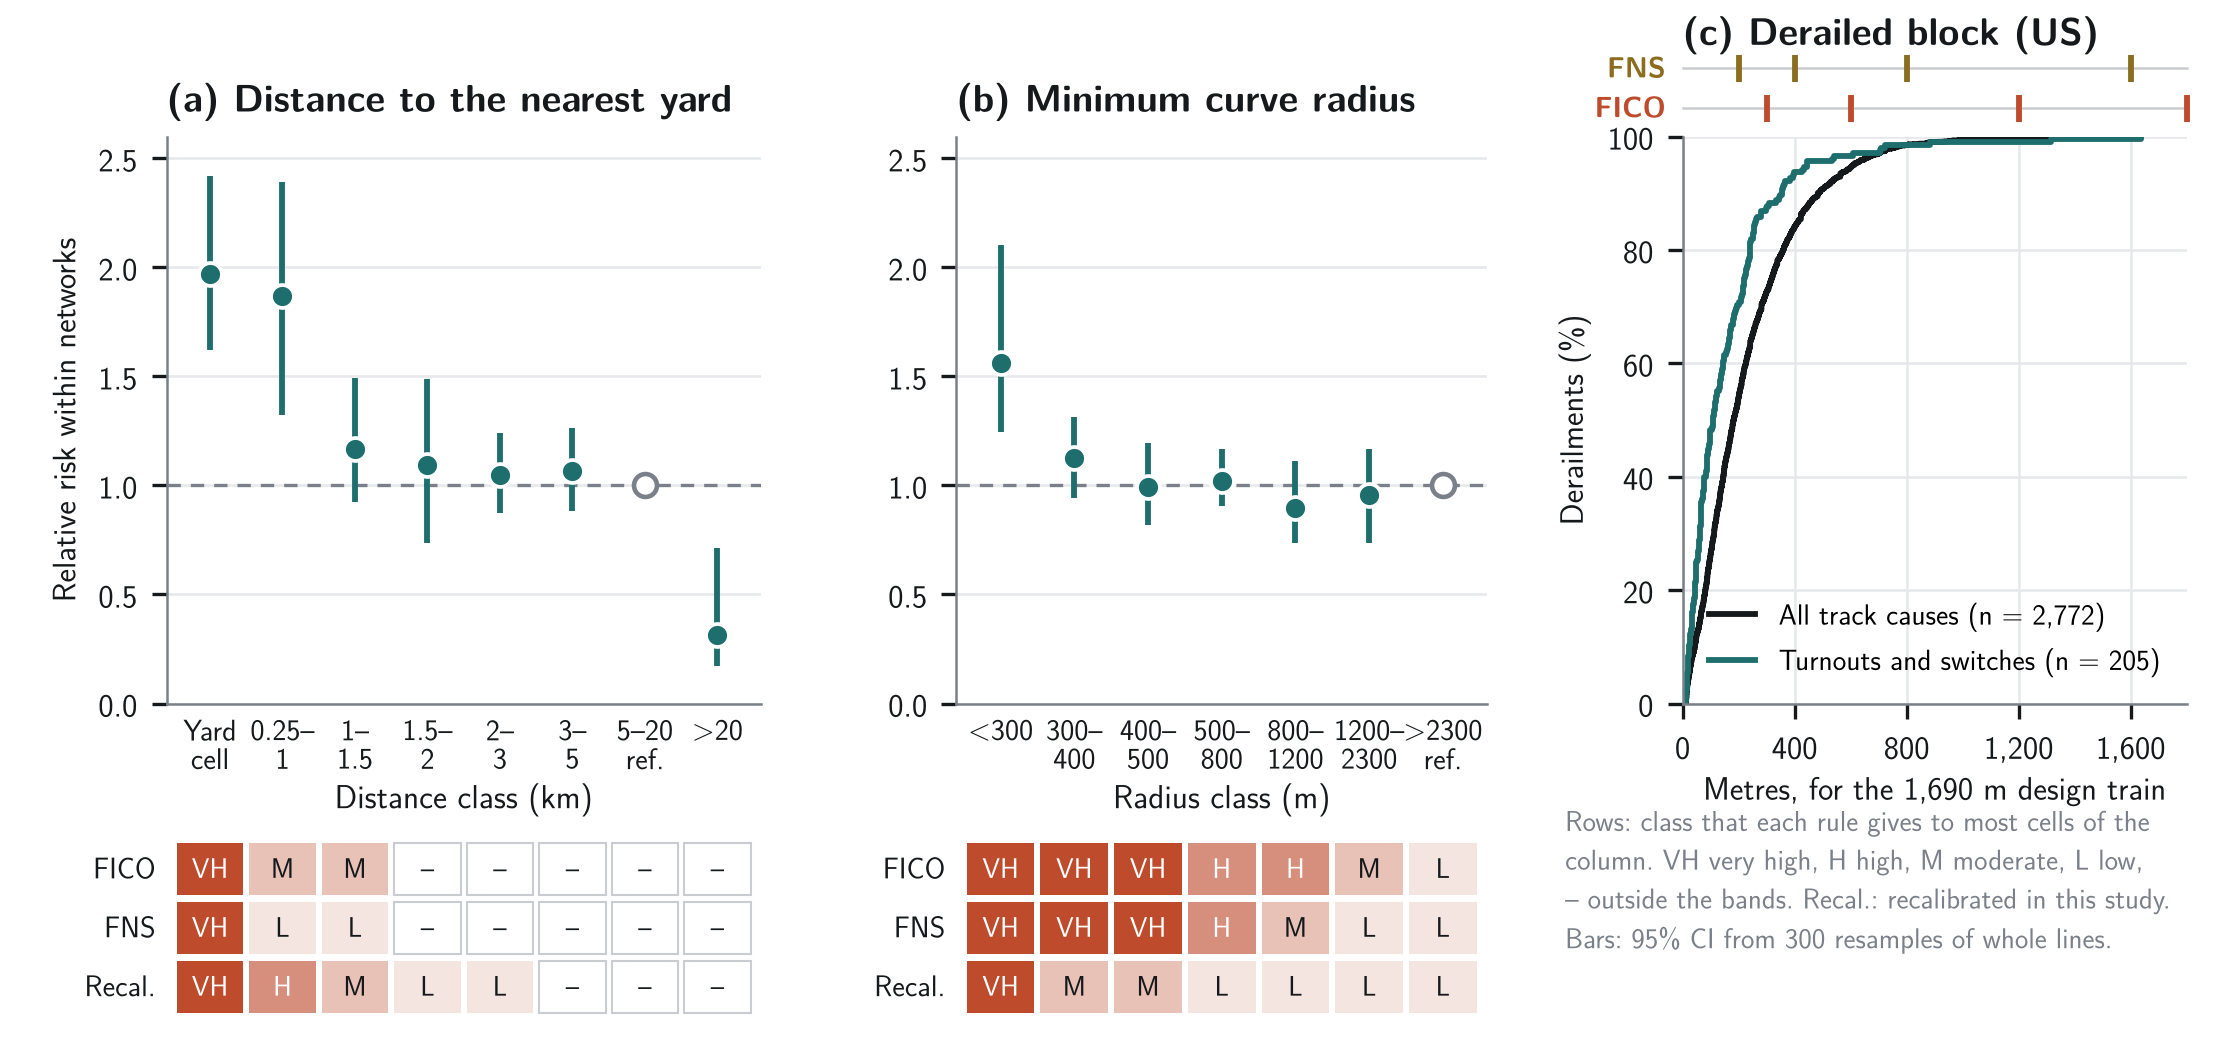 (a) Distance to the nearest yard
Relative risk within networks
2.5
2.0
1.5
1.0
0.5
0.0
Yard cell
0.25–1
1–1.5
1.5–2
2–3
3–5
5–20 ref.
>20
Distance class (km)
FICO VH M M – – – – –
FNS VH L L – – – – –
Recal. VH H M L L – – –
(b) Minimum curve radius
2.5
2.0
1.5
1.0
0.5
0.0
<300
300–400
400–500
500–800
800–1200
1200–2300
>2300 ref.
Radius class (m)
FICO VH VH VH H H M L
FNS VH VH VH H M L L
Recal. VH M M L L L L
(c) Derailed block (US)
FNS
FICO
Derailments (%)
100
80
60
40
20
0
All track causes (n = 2,772)
Turnouts and switches (n = 205)
0 400 800 1,200 1,600
Metres, for the 1,690 m design train
Rows: class that each rule gives to most cells of the
column. VH very high, H high, M moderate, L low,
– outside the bands. Recal.: recalibrated in this study.
Bars: 95% CI from 300 resamples of whole lines.